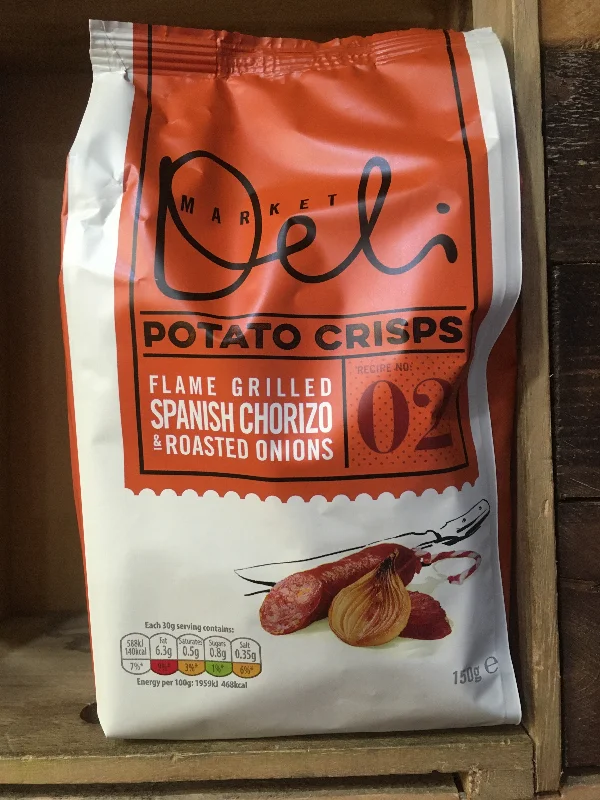 MARKET
Deli
POTATO CRISPS
FLAME GRILLED
SPANISH CHORIZO
& ROASTED ONIONS
RECIPE NO:
02
Each 30g serving contains:
588kJ 140kcal Fat 6.3g Saturates 0.5g Sugars 0.8g Salt 0.35g
7%* 9%* 3%* 1%* 6%*
Energy per 100g: 1959kJ 468kcal
150g e